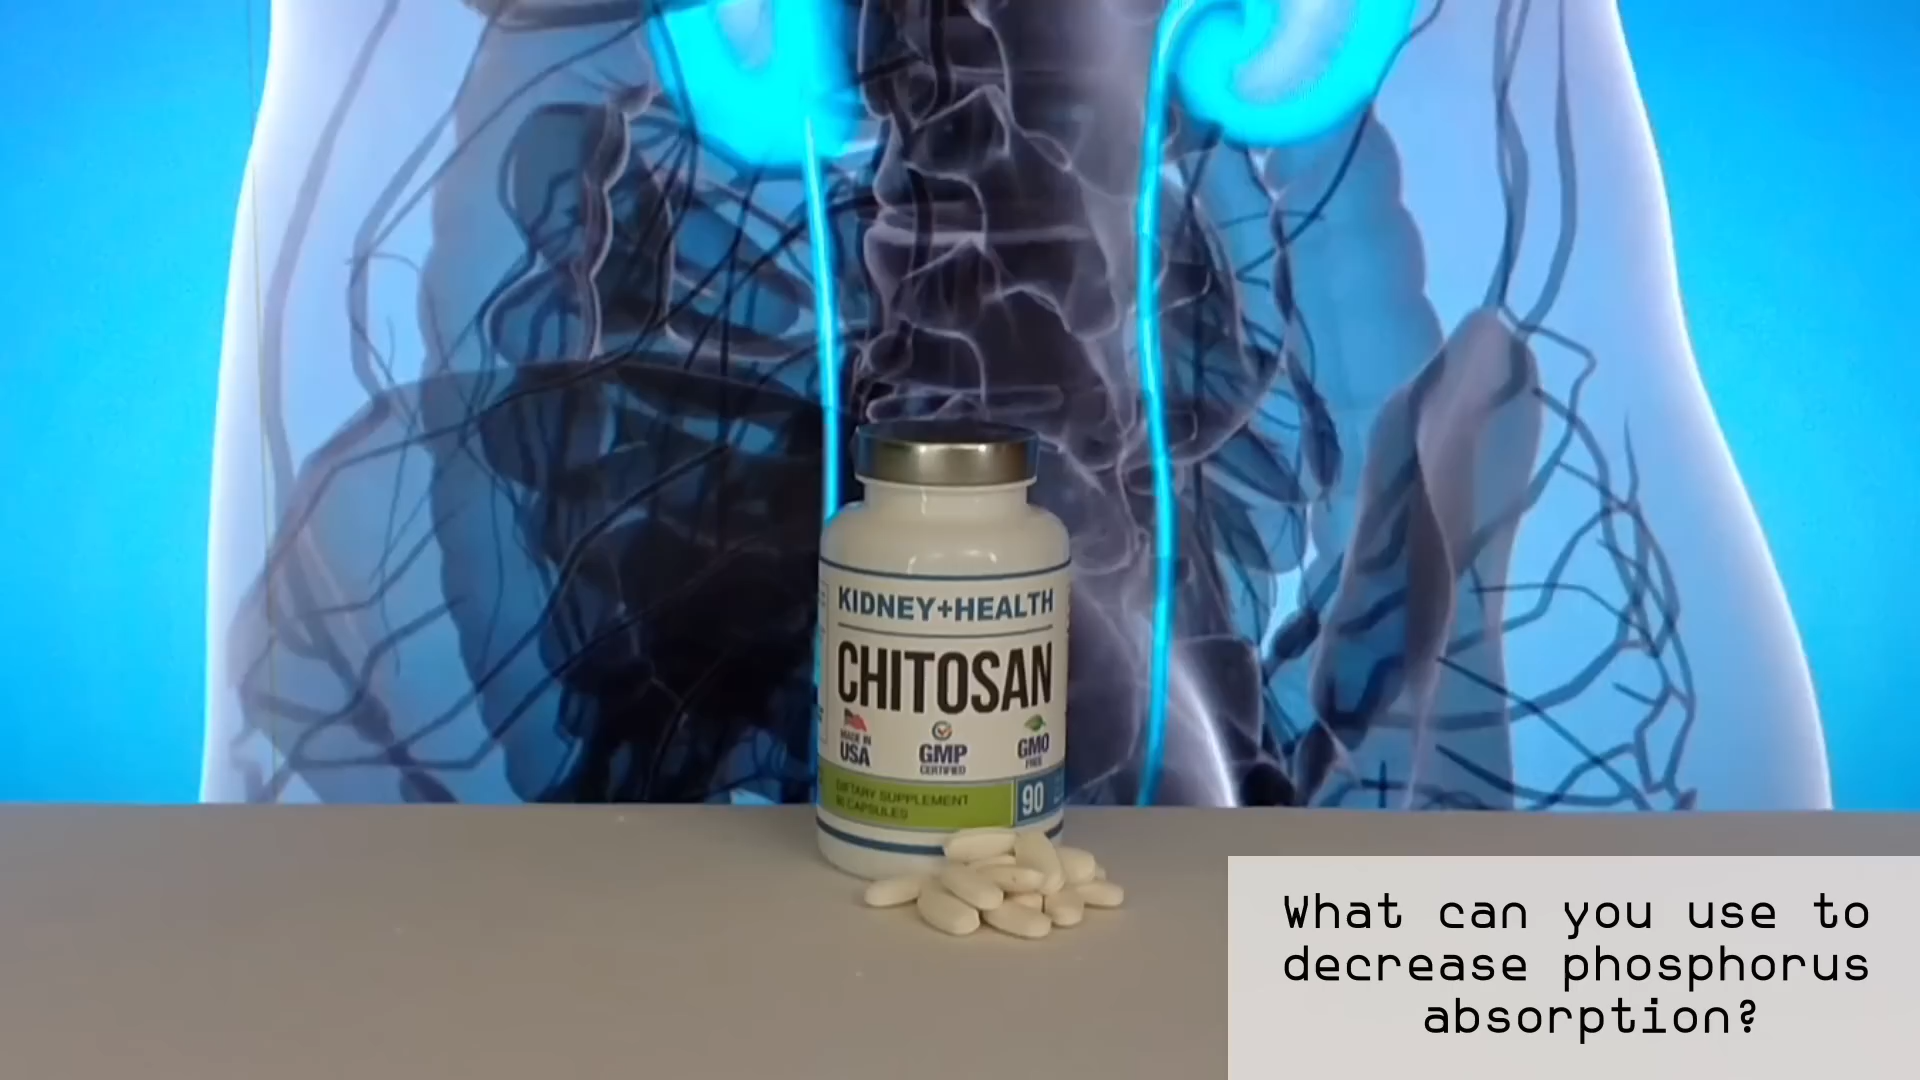 KIDNEY+HEALTH
CHITOSAN
MADE IN
USA
GMP
CERTIFIED
GMO
FREE
DIETARY SUPPLEMENT
90 CAPSULES
90
What can you use to
decrease phosphorus
absorption?